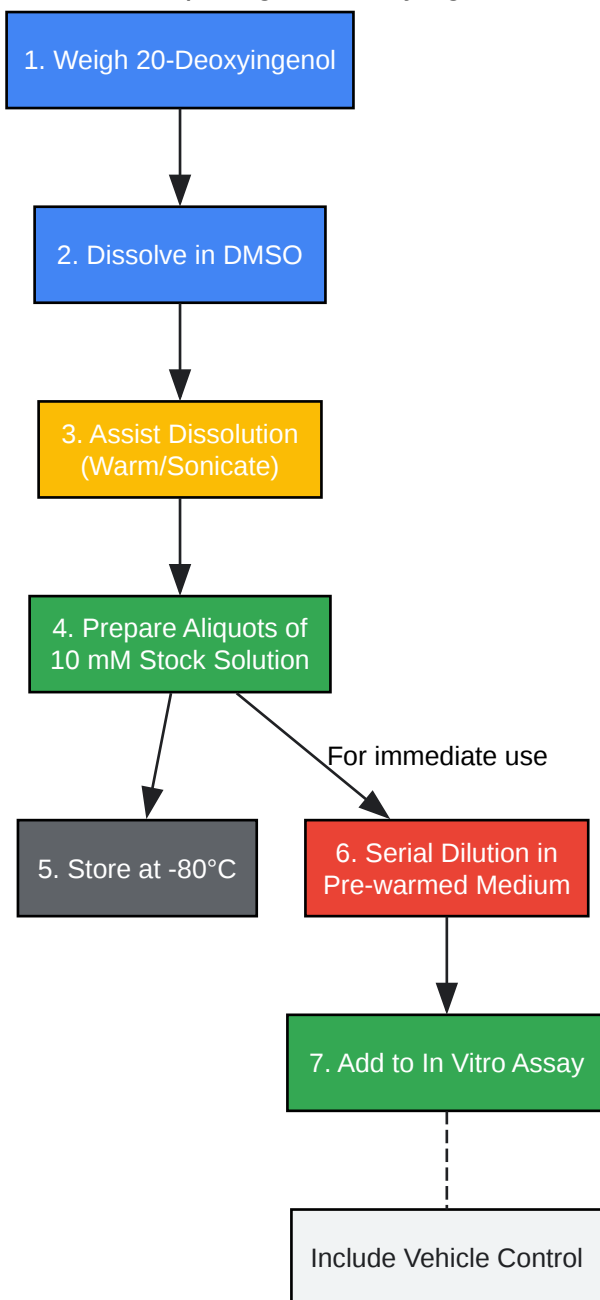 1. Weigh 20-Deoxyingenol
2. Dissolve in DMSO
3. Assist Dissolution
(Warm/Sonicate)
4. Prepare Aliquots of
10 mM Stock Solution
For immediate use
5. Store at -80°C
6. Serial Dilution in
Pre-warmed Medium
7. Add to In Vitro Assay
Include Vehicle Control